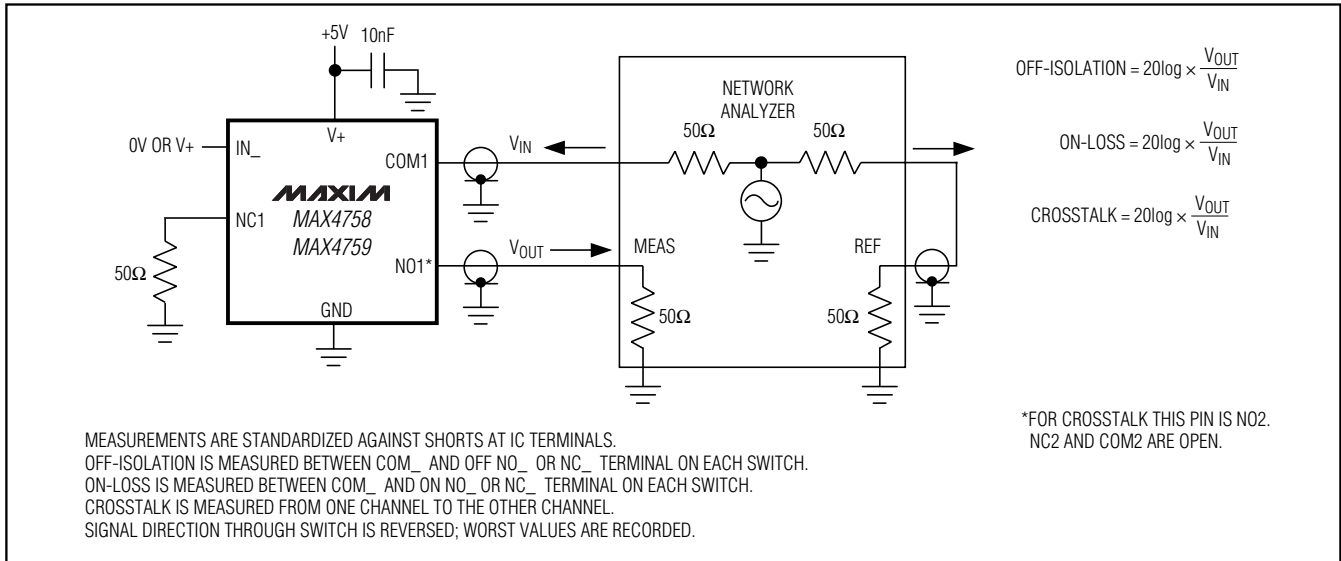 +5V 10nF
V+
0V OR V+
IN_
COM1
VIN
NC1
MAXIM
MAX4758
MAX4759
50Ω
NO1*
VOUT
GND
NETWORK
ANALYZER
50Ω 50Ω
MEAS REF
50Ω 50Ω
OFF-ISOLATION = 20log × VOUT
VIN
ON-LOSS = 20log × VOUT
VIN
CROSSTALK = 20log × VOUT
VIN
*FOR CROSSTALK THIS PIN IS NO2.
NC2 AND COM2 ARE OPEN.
MEASUREMENTS ARE STANDARDIZED AGAINST SHORTS AT IC TERMINALS.
OFF-ISOLATION IS MEASURED BETWEEN COM_ AND OFF NO_ OR NC_ TERMINAL ON EACH SWITCH.
ON-LOSS IS MEASURED BETWEEN COM_ AND ON NO_ OR NC_ TERMINAL ON EACH SWITCH.
CROSSTALK IS MEASURED FROM ONE CHANNEL TO THE OTHER CHANNEL.
SIGNAL DIRECTION THROUGH SWITCH IS REVERSED; WORST VALUES ARE RECORDED.